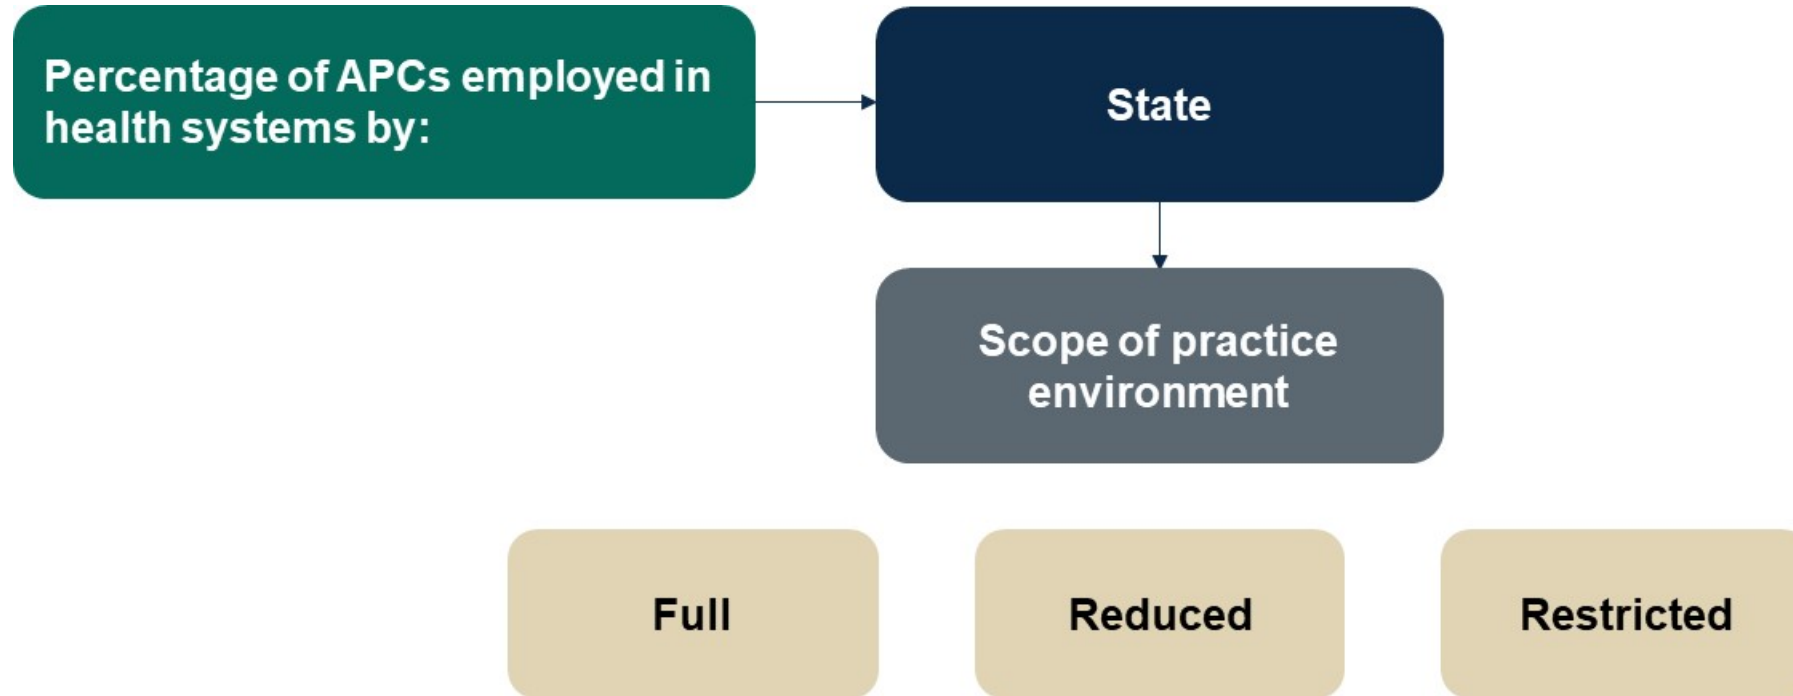 Percentage of APCs employed in
health systems by:
State
Scope of practice
environment
Full
Reduced
Restricted